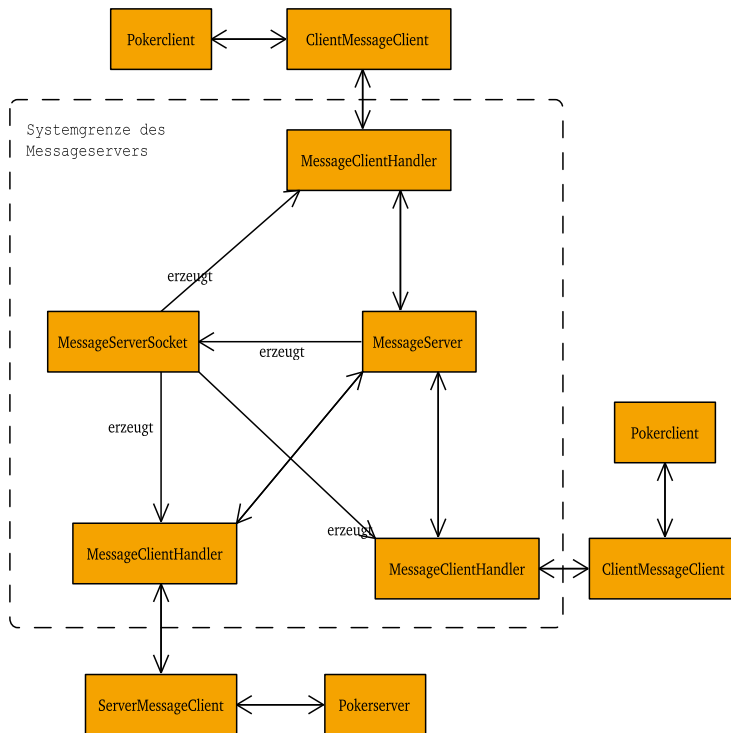 Pokerclient
ClientMessageClient
Systemgrenze des
Messageservers
MessageClientHandler
erzeugt
MessageServerSocket
MessageServer
erzeugt
erzeugt
Pokerclient
erzeugt
MessageClientHandler
MessageClientHandler
ClientMessageClient
ServerMessageClient
Pokerserver